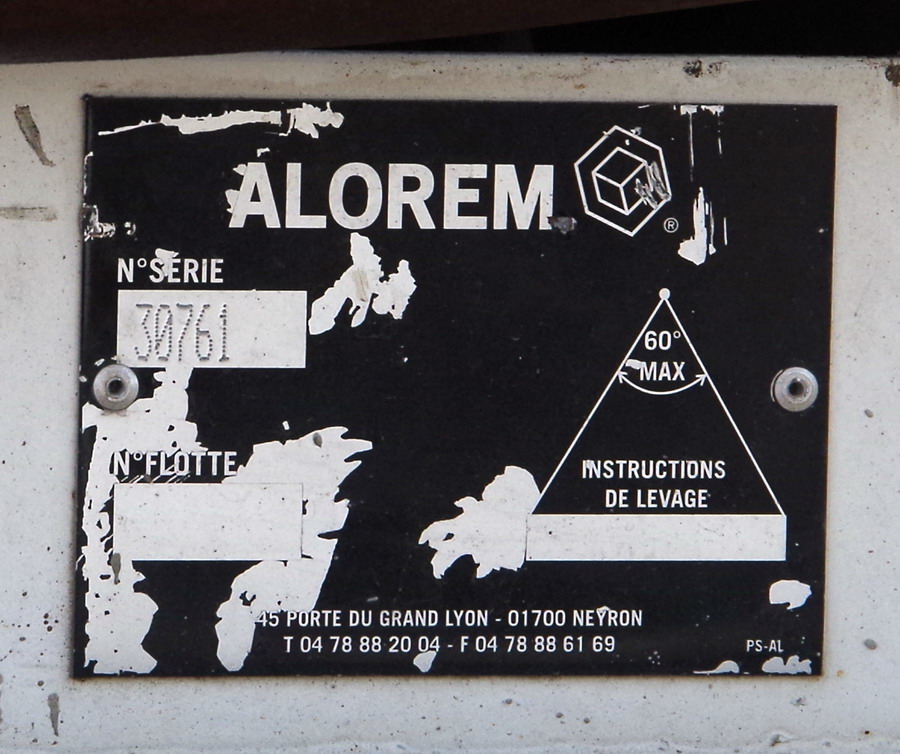 ALOREM
®
N°SÉRIE
30761
60°
MAX
N°FLOTTE
INSTRUCTIONS
DE LEVAGE
45 PORTE DU GRAND LYON - 01700 NEYRON
T 04 78 88 20 04 - F 04 78 88 61 69
PS-AL